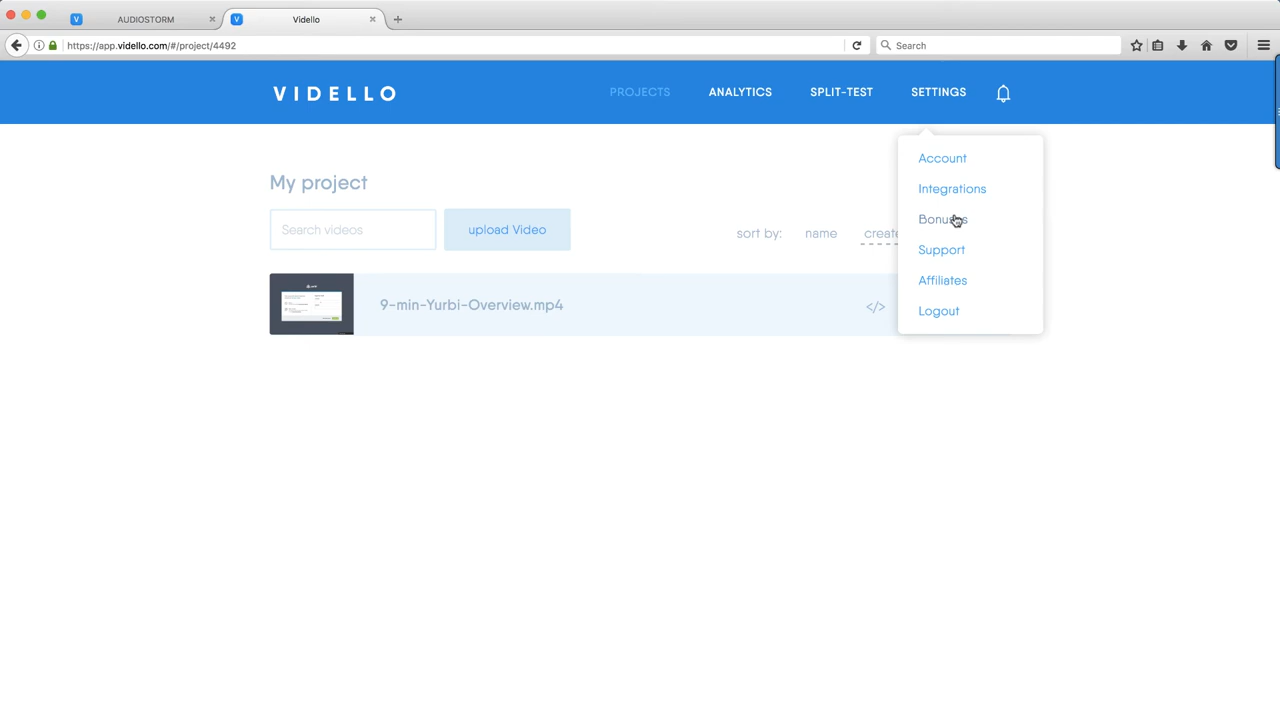 AUDIOSTORM
Vidello
https://app.vidello.com/#/project/4492
Search
VIDELLO
PROJECTS
ANALYTICS
SPLIT-TEST
SETTINGS
Account
Integrations
Support
Affiliates
Logout
My project
Search videos
upload Video
sort by:
name
9-min-Yurbi-Overview.mp4
</>